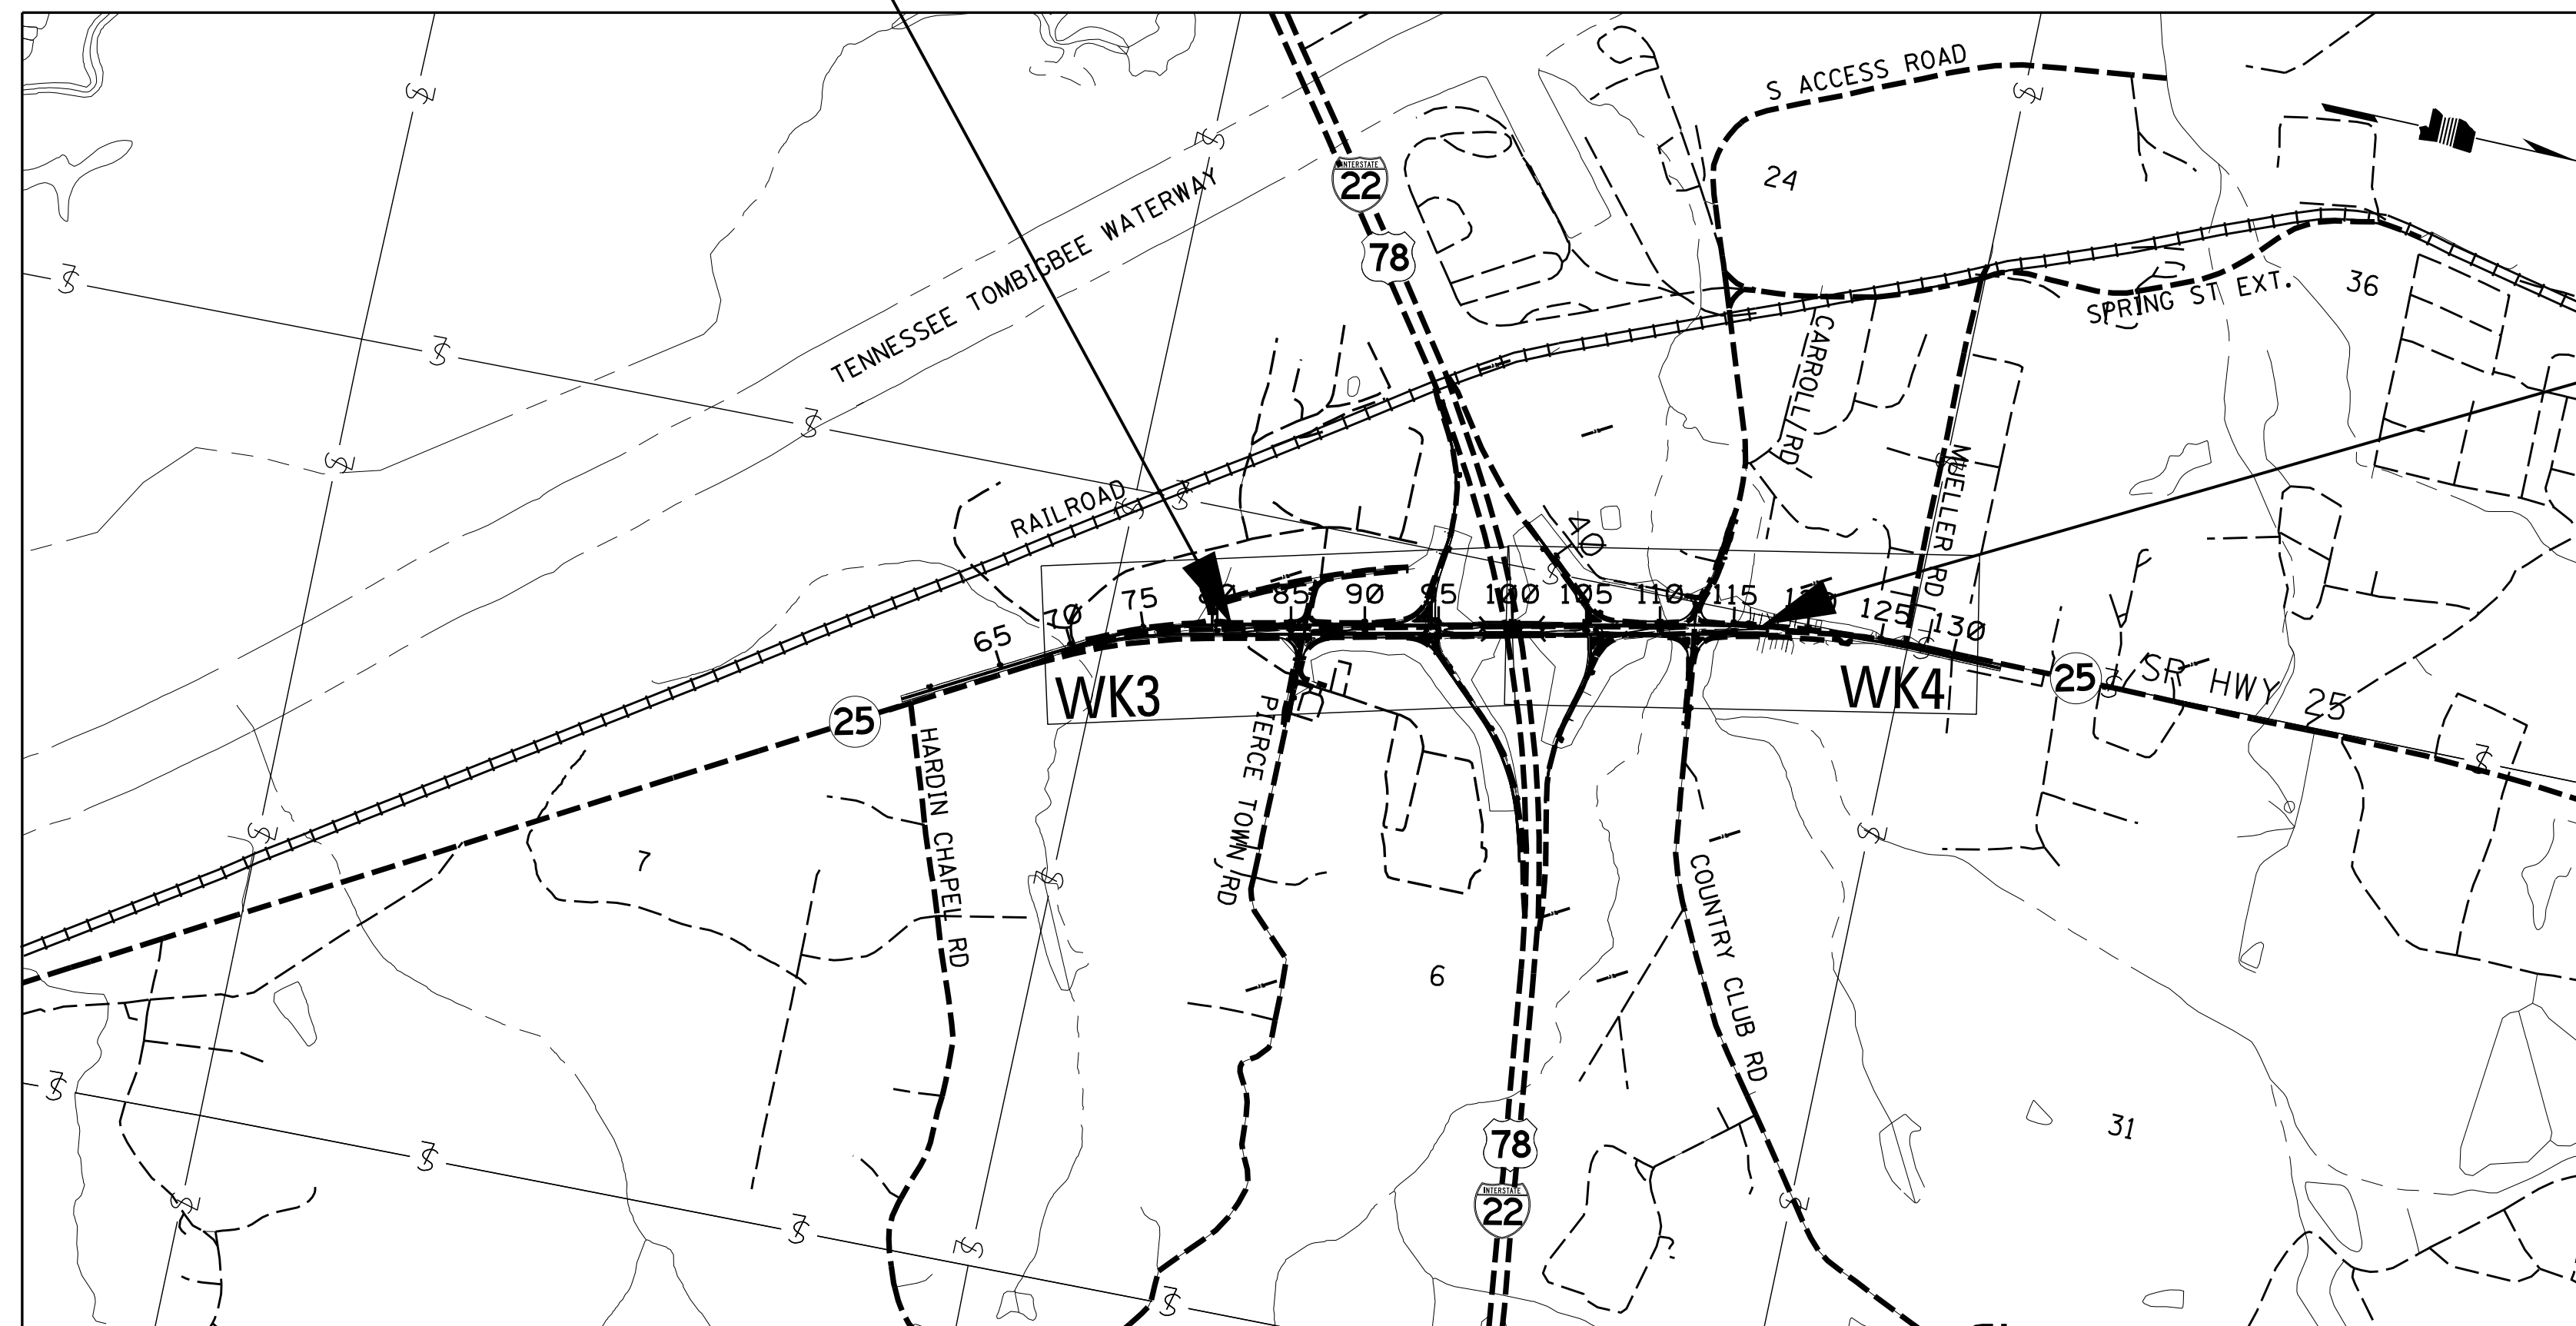 S ACCESS ROAD
24
INTERSTATE
22
78
TENNESSEE TOMBIGBEE WATERWAY
SPRING ST EXT.
36
CARROLL RD
MUELLER RD
RAILROAD
40
65
70
75
80
85
90
95
100
105
110
115
120
125
130
WK3
WK4
25
25
SR HWY 25
HARDIN CHAPEL RD
PIERCE TOWN RD
COUNTRY CLUB RD
7
6
31
78
INTERSTATE
22